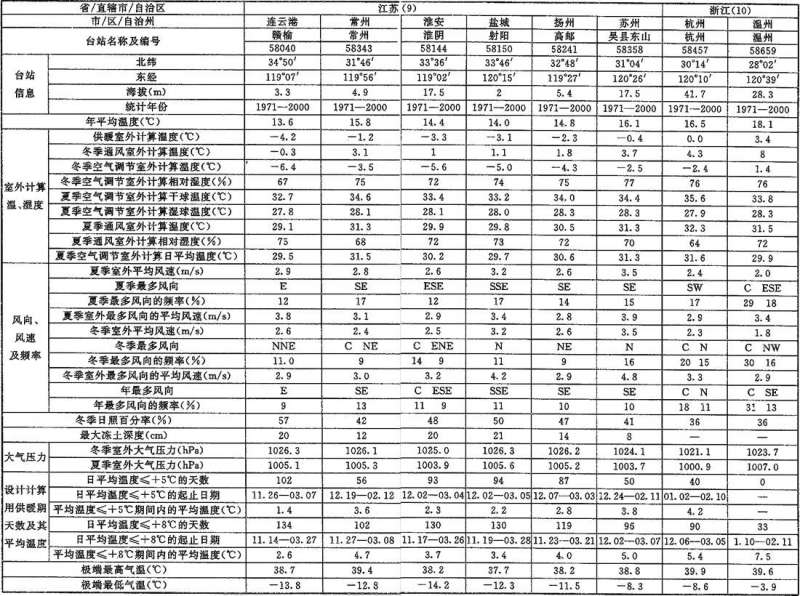 省/直辖市/自治区 江苏(9) 浙江(10)
市/区/自治州 连云港 常州 淮安 盐城 扬州 苏州 杭州 温州
台站名称及编号 赣榆 常州 淮阴 射阳 高邮 吴县东山 杭州 温州
58040 58343 58144 58150 58241 58358 58457 58659
台站信息 北纬 34°50′ 31°46′ 33°36′ 33°46′ 32°48′ 31°04′ 30°14′ 28°02′
东经 119°07′ 119°56′ 119°02′ 120°15′ 119°27′ 120°26′ 120°10′ 120°39′
海拔(m) 3.3 4.9 17.5 2 5.4 17.5 41.7 28.3
统计年份 1971—2000 1971—2000 1971—2000 1971—2000 1971—2000 1971—2000 1971—2000 1971—2000
年平均温度(℃) 13.6 15.8 14.4 14.0 14.8 16.1 16.5 18.1
室外计算温、湿度 供暖室外计算温度(℃) −4.2 −1.2 −3.3 −3.1 −2.3 −0.4 0.0 3.4
冬季通风室外计算温度(℃) −0.3 3.1 1 1.1 1.8 3.7 4.3 8
冬季空气调节室外计算温度(℃) −6.4 −3.5 −5.6 −5.0 −4.3 −2.5 −2.4 1.4
冬季空气调节室外计算相对湿度(%) 67 75 72 74 75 77 76 76
夏季空气调节室外计算干球温度(℃) 32.7 34.6 33.4 33.2 34.0 34.4 35.6 33.8
夏季空气调节室外计算湿球温度(℃) 27.8 28.1 28.1 28.0 28.3 28.3 27.9 28.3
夏季通风室外计算温度(℃) 29.1 31.3 29.9 29.8 30.5 31.3 32.3 31.5
夏季通风室外计算相对湿度(%) 75 68 72 73 72 70 64 72
夏季空气调节室外计算日平均温度(℃) 29.5 31.5 30.2 29.7 30.6 31.3 31.6 29.9
风向、风速及频率 夏季室外平均风速(m/s) 2.9 2.8 2.6 3.2 2.6 3.5 2.4 2.0
夏季最多风向 E SE ESE SSE SE SE SW C ESE
夏季最多风向的频率(%) 12 17 12 17 14 15 17 29 18
夏季室外最多风向的平均风速(m/s) 3.8 3.1 2.9 3.4 2.8 3.9 2.9 3.4
冬季室外平均风速(m/s) 2.6 2.4 2.5 3.2 2.6 3.5 2.3 1.8
冬季最多风向 NNE C NE C ENE N NE N C N C NW
冬季最多风向的频率(%) 11.0 9 14 9 11 9 16 20 15 30 16
冬季室外最多风向的平均风速(m/s) 2.9 3.0 3.2 4.2 2.9 4.8 3.3 2.9
年最多风向 E SE C ESE SSE SE SE C N C SE
年最多风向的频率(%) 9 13 11 9 11 10 10 18 11 31 13
冬季日照百分率(%) 57 42 48 50 47 41 36 36
最大冻土深度(cm) 20 12 20 21 14 8 — —
大气压力 冬季室外大气压力(hPa) 1026.3 1026.1 1025.0 1026.3 1026.2 1024.1 1021.1 1023.7
夏季室外大气压力(hPa) 1005.1 1005.3 1003.9 1005.6 1005.2 1003.7 1000.9 1007.0
设计计算用供暖期天数及其平均温度 日平均温度≤+5℃的天数 102 56 93 94 87 50 40 0
日平均温度≤+5℃的起止日期 11.26—03.07 12.19—02.12 12.02—03.04 12.02—03.05 12.07—03.03 12.24—02.11 01.02—02.10 —
平均温度≤+5℃期间内的平均温度(℃) 1.4 3.6 2.3 2.2 2.8 3.8 4.2 —
日平均温度≤+8℃的天数 134 102 130 130 119 96 90 33
日平均温度≤+8℃的起止日期 11.14—03.27 11.27—03.08 11.17—03.26 11.19—03.28 11.23—03.21 12.02—03.07 12.06—03.05 1.10—02.11
平均温度≤+8℃期间内的平均温度(℃) 2.6 4.7 3.7 3.4 4.0 5.0 5.4 7.5
极端最高气温(℃) 38.7 39.4 38.2 37.7 38.2 38.8 39.9 39.6
极端最低气温(℃) −13.8 −12.8 −14.2 −12.3 −11.5 −8.3 −8.6 −3.9